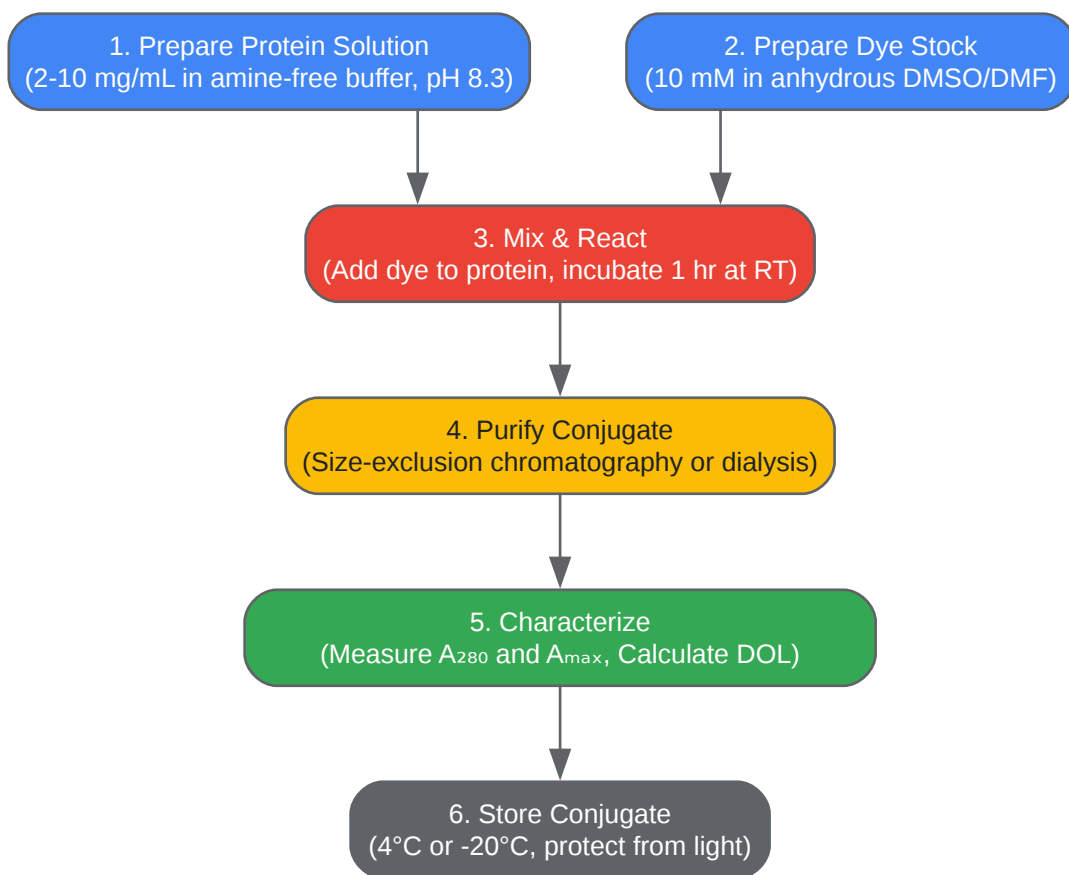 1. Prepare Protein Solution
(2-10 mg/mL in amine-free buffer, pH 8.3)
2. Prepare Dye Stock
(10 mM in anhydrous DMSO/DMF)
3. Mix & React
(Add dye to protein, incubate 1 hr at RT)
4. Purify Conjugate
(Size-exclusion chromatography or dialysis)
5. Characterize
(Measure A₂₈₀ and Aₘₐₓ, Calculate DOL)
6. Store Conjugate
(4°C or -20°C, protect from light)